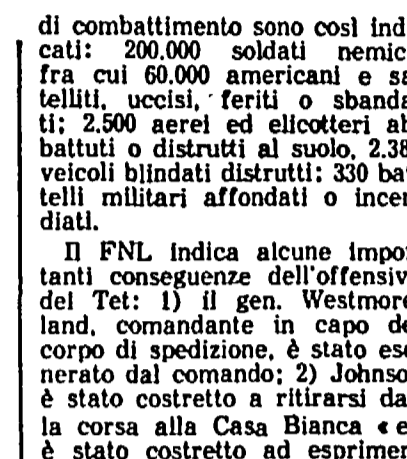 di combattimento sono così indi
cati: 200.000 soldati nemic
fra cui 60.000 americani e sa
telliti, uccisi, feriti o sbanda
ti; 2.500 aerei ed elicotteri ab
battuti o distrutti al suolo, 2.38
veicoli blindati distrutti; 330 bat
telli militari affondati o incen
diati.
Il FNL indica alcune impor
tanti conseguenze dell'offensiv
del Tet: 1) il gen. Westmore
land, comandante in capo de
corpo di spedizione, è stato eso
nerato dal comando; 2) Johnso
è stato costretto a ritirarsi da
la corsa alla Casa Bianca « e
è stato costretto ad esprimer